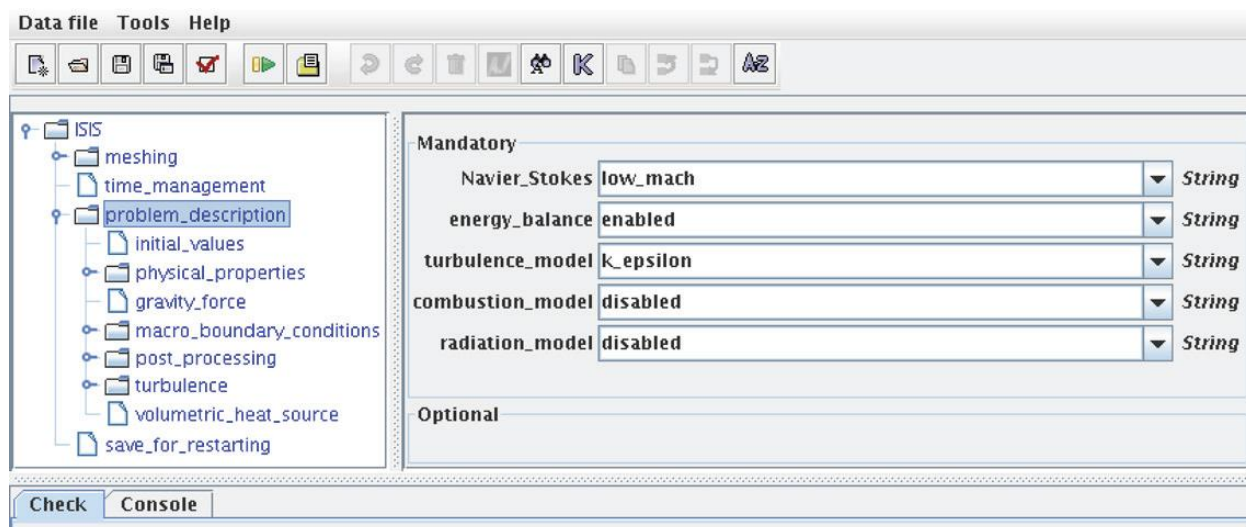 Data file Tools Help
K AZ
ISIS
meshing
time_management
problem_description
initial_values
physical_properties
gravity_force
macro_boundary_conditions
post_processing
turbulence
volumetric_heat_source
save_for_restarting
Mandatory
Navier_Stokes low_mach String
energy_balance enabled String
turbulence_model k_epsilon String
combustion_model disabled String
radiation_model disabled String
Optional
Check Console